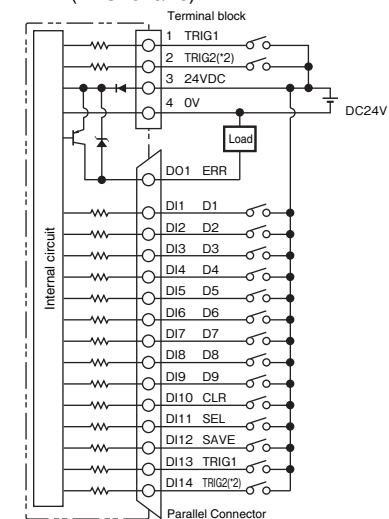 Terminal block
1 TRIG1
2 TRIG2(*2)
3 24VDC
4 0V
DC24V
Load
DO1 ERR
Internal circuit
DI1 D1
DI2 D2
DI3 D3
DI4 D4
DI5 D5
DI6 D6
DI7 D7
DI8 D8
DI9 D9
DI10 CLR
DI11 SEL
DI12 SAVE
DI13 TRIG1
DI14 TRIG2(*2)
Parallel Connector